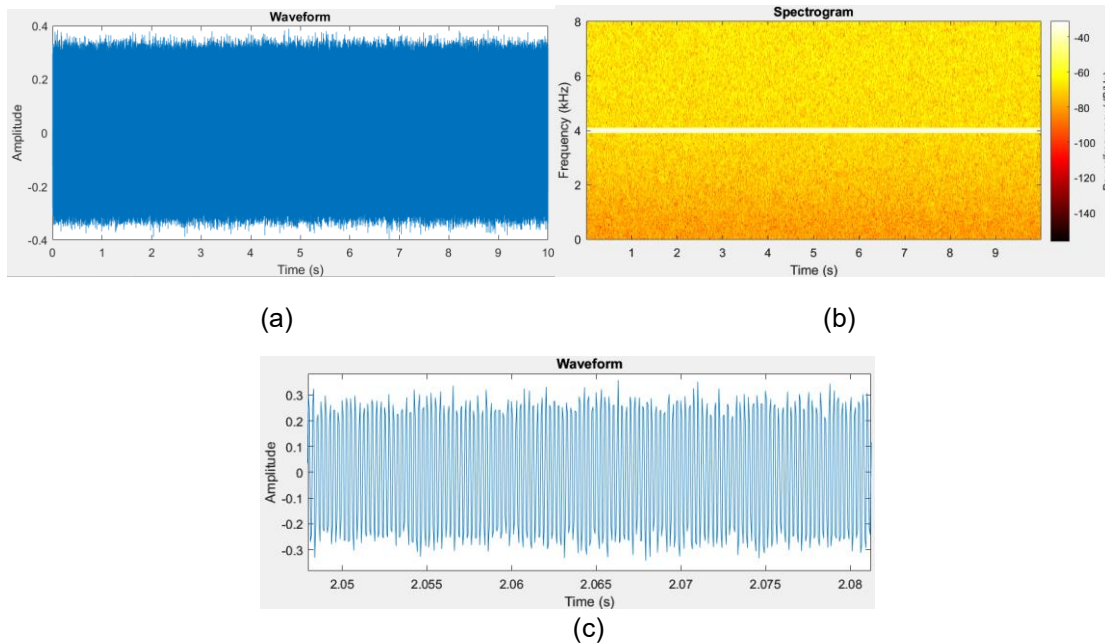 Waveform
Amplitude
0.4
0.2
0
-0.2
-0.4
0 1 2 3 4 5 6 7 8 9 10
Time (s)
(a)
Spectrogram
Frequency (kHz)
8
6
4
2
0
1 2 3 4 5 6 7 8 9
Time (s)
-40
-60
-80
-100
-120
-140
(b)
Waveform
Amplitude
0.3
0.2
0.1
0
-0.1
-0.2
-0.3
2.05 2.055 2.06 2.065 2.07 2.075 2.08
Time (s)
(c)